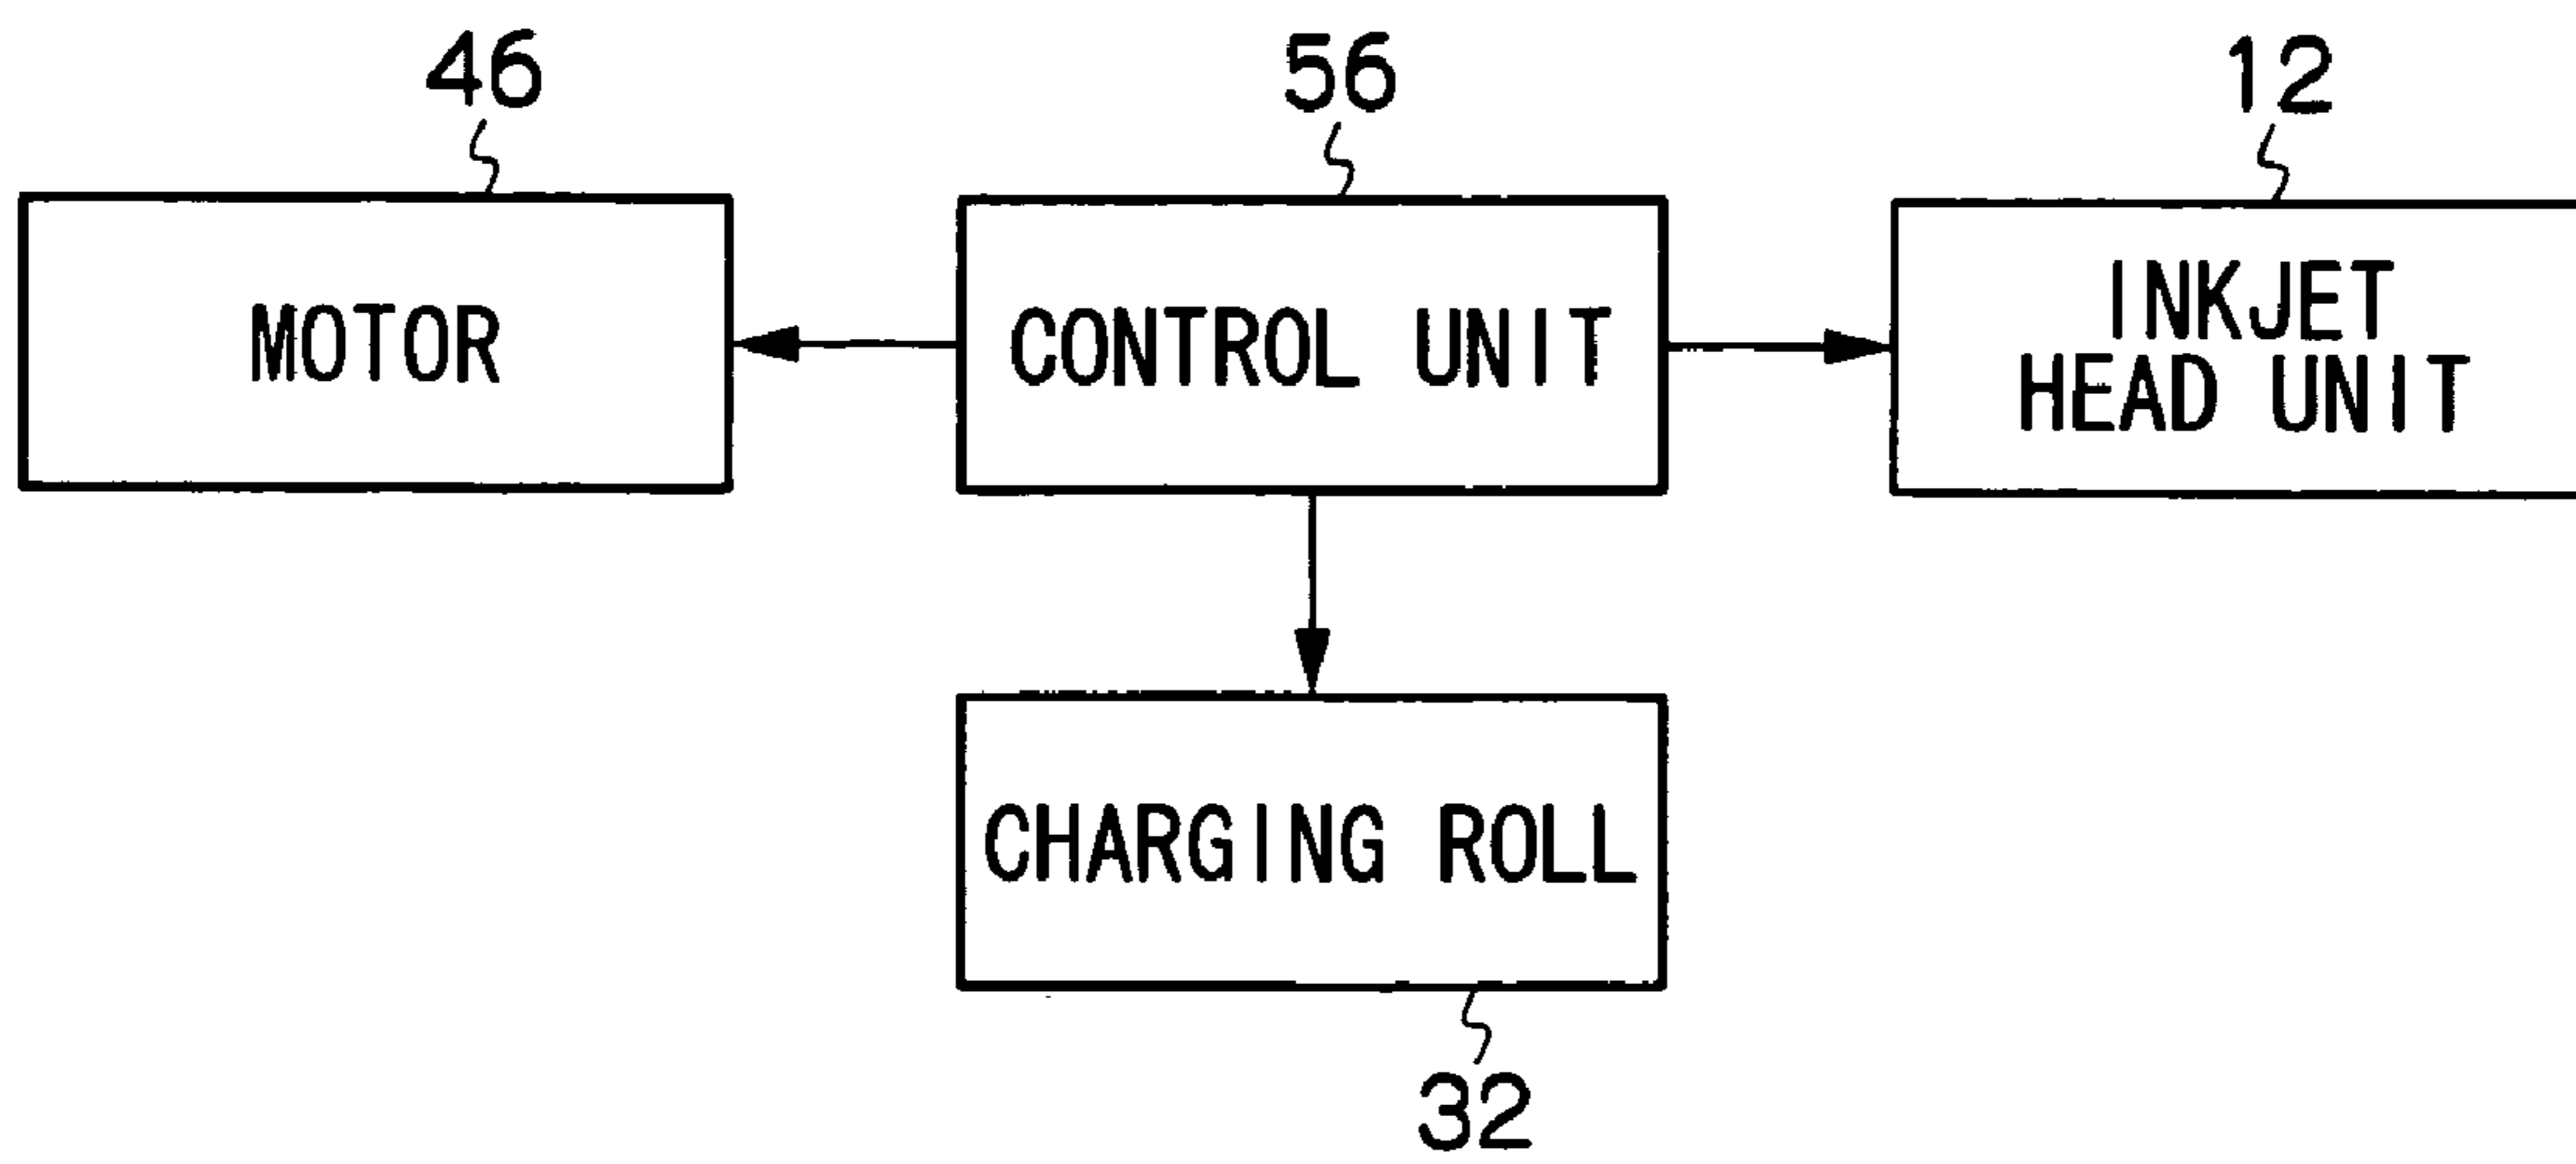 46
56
12
MOTOR
CONTROL UNIT
INKJET
HEAD UNIT
CHARGING ROLL
32